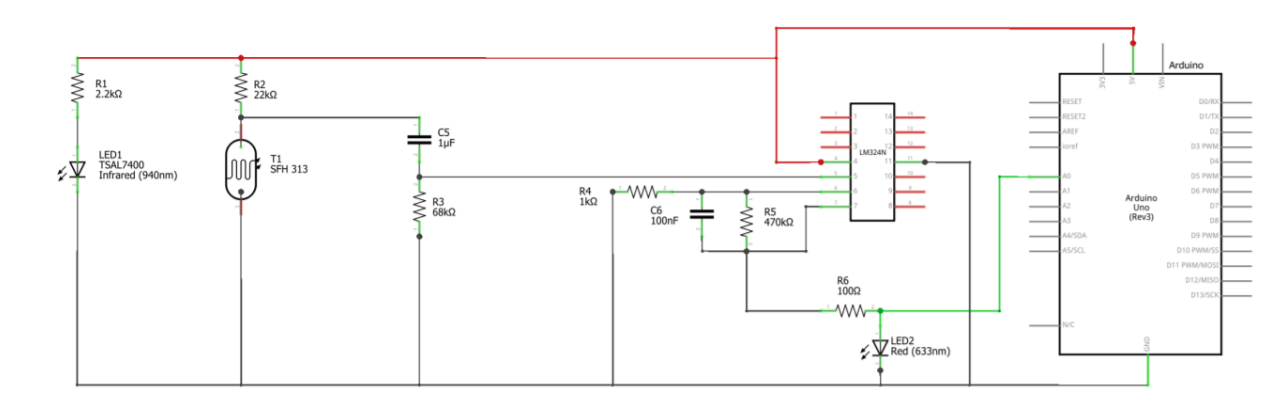 R1
2.2kΩ
LED1
TSAL7400
Infrared (940nm)
R2
22kΩ
T1
SFH 313
C5
1µF
R3
68kΩ
R4
1kΩ
C6
100nF
R5
470kΩ
R6
100Ω
LED2
Red (633nm)
LM324N
1
2
3
4
5
6
7
14
13
12
11
10
9
8
Arduino
3V3
5V
VIN
RESET
RESET2
AREF
ioref
A0
A1
A2
A3
A4/SDA
A5/SCL
N/C
Arduino
Uno
(Rev3)
D0/RX
D1/TX
D2
D3 PWM
D4
D5 PWM
D6 PWM
D7
D8
D9 PWM
D10 PWM/SS
D11 PWM/MOSI
D12/MISO
D13/SCK
GND